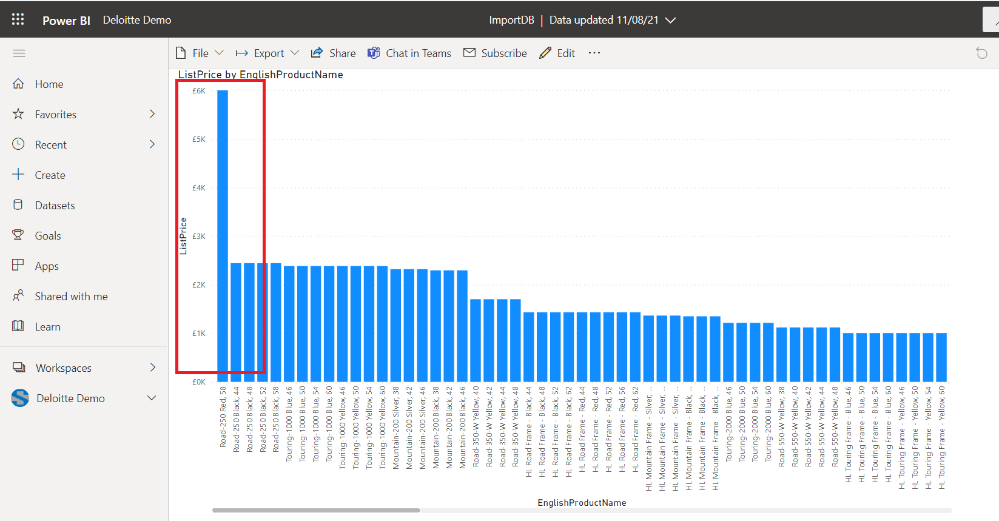 Power BI Deloitte Demo ImportDB | Data updated 11/08/21
File Export Share Chat in Teams Subscribe Edit ...
Home
Favorites
Recent
Create
Datasets
Goals
Apps
Shared with me
Learn
Workspaces
Deloitte Demo
ListPrice by EnglishProductName
ListPrice
£6K
£5K
£4K
£3K
£2K
£1K
£0K
Road-250 Red, 58
Road-250 Black, 44
Road-250 Black, 48
Road-250 Black, 52
Road-250 Black, 58
Touring-1000 Blue, 46
Touring-1000 Blue, 50
Touring-1000 Blue, 54
Touring-1000 Blue, 60
Touring-1000 Yellow, 46
Touring-1000 Yellow, 50
Touring-1000 Yellow, 54
Touring-1000 Yellow, 60
Mountain-200 Silver, 38
Mountain-200 Silver, 42
Mountain-200 Silver, 46
Mountain-200 Black, 38
Mountain-200 Black, 42
Mountain-200 Black, 46
Road-350-W Yellow, 40
Road-350-W Yellow, 42
Road-350-W Yellow, 44
Road-350-W Yellow, 48
HL Road Frame - Black, 44
HL Road Frame - Black, 48
HL Road Frame - Black, 52
HL Road Frame - Black, 62
HL Road Frame - Red, 44
HL Road Frame - Red, 48
HL Road Frame - Red, 52
HL Road Frame - Red, 56
HL Road Frame - Red, 62
HL Mountain Frame - Silver, ...
HL Mountain Frame - Silver, ...
HL Mountain Frame - Silver, ...
HL Mountain Frame - Black, ...
HL Mountain Frame - Black, ...
HL Mountain Frame - Black, ...
Touring-2000 Blue, 46
Touring-2000 Blue, 50
Touring-2000 Blue, 54
Touring-2000 Blue, 60
Road-550-W Yellow, 38
Road-550-W Yellow, 40
Road-550-W Yellow, 42
Road-550-W Yellow, 44
Road-550-W Yellow, 48
HL Touring Frame - Blue, 46
HL Touring Frame - Blue, 50
HL Touring Frame - Blue, 54
HL Touring Frame - Blue, 60
HL Touring Frame - Yellow, 46
HL Touring Frame - Yellow, 50
HL Touring Frame - Yellow, 54
HL Touring Frame - Yellow, 60
EnglishProductName